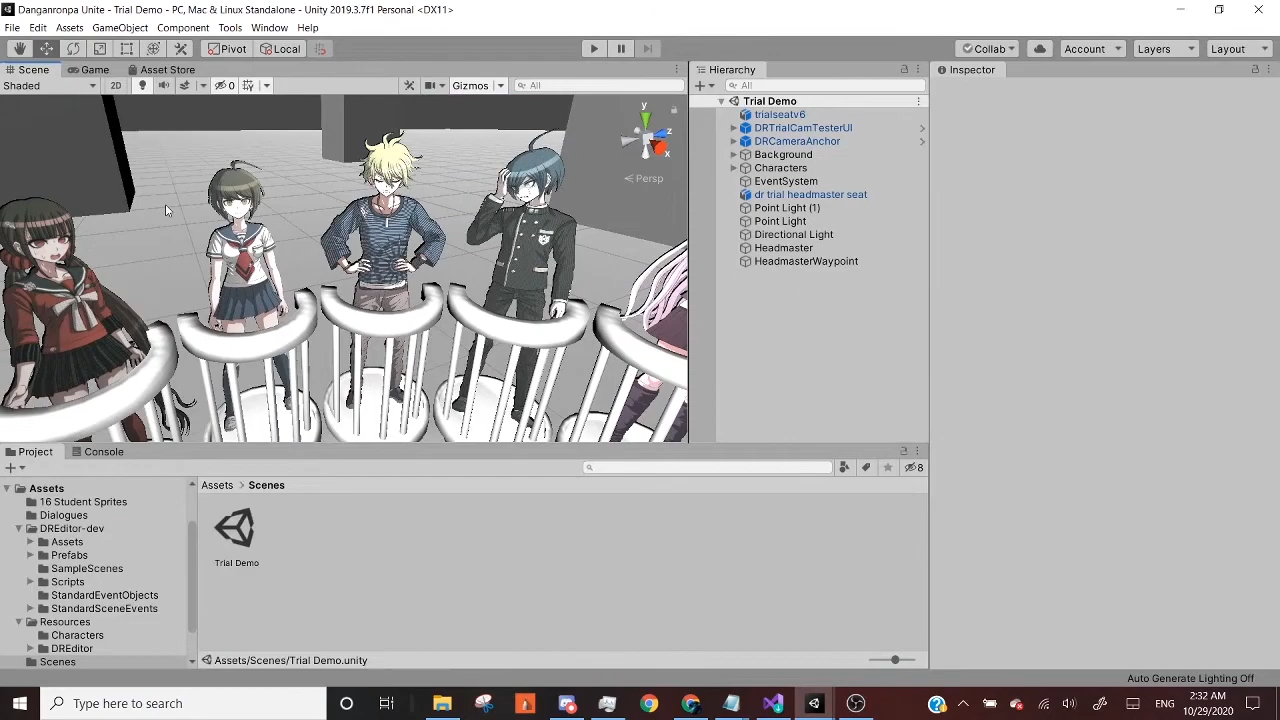 Danganronpa Unite - Trial Demo - PC, Mac & Linux Standalone - Unity 2019.3.7f1 Personal <DX11>
File Edit Assets GameObject Component Tools Window Help
Pivot Local Collab Account Layers Layout
Scene Game Asset Store
Shaded 2D 0 Gizmos All
y
z
x
Persp
Hierarchy
All
Trial Demo
trialseatv6
DRTrialCamTesterUI
DRCameraAnchor
Background
Characters
EventSystem
dr trial headmaster seat
Point Light (1)
Point Light
Directional Light
Headmaster
HeadmasterWaypoint
Inspector
Project Console
8
Assets
16 Student Sprites
Dialogues
DREditor-dev
Assets
Prefabs
SampleScenes
Scripts
StandardEventObjects
StandardSceneEvents
Resources
Characters
DREditor
Scenes
Assets > Scenes
Trial Demo
Assets/Scenes/Trial Demo.unity
Auto Generate Lighting Off
Type here to search
ENG
2:32 AM
10/29/2020